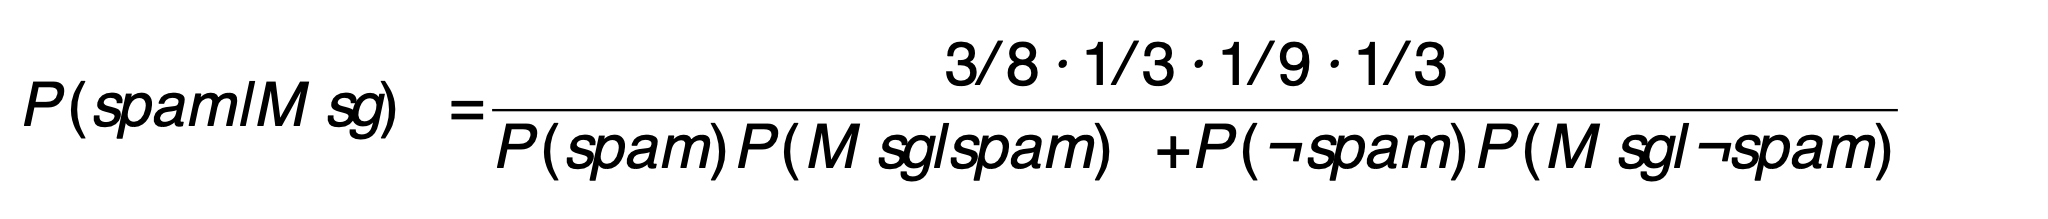 P(spam|M sg) = 3/8 · 1/3 · 1/9 · 1/3
P(spam)P(M sg|spam) +P(¬spam)P(M sg|¬spam)